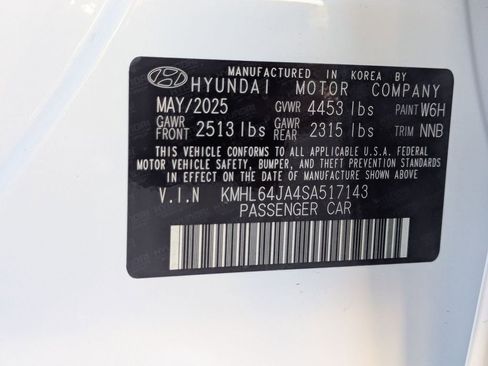 MANUFACTURED IN KOREA BY
HYUNDAI MOTOR COMPANY
MAY/2025 GVWR 4453 lbs PAINT W6H
GAWR FRONT 2513 lbs GAWR REAR 2315 lbs TRIM NNB
THIS VEHICLE CONFORMS TO ALL APPLICABLE U.S.A. FEDERAL
MOTOR VEHICLE SAFETY, BUMPER, AND THEFT PREVENTION STANDARDS
IN EFFECT ON THE DATE OF MANUFACTURE SHOWN ABOVE.
V.I.N KMHL64JA4SA517143
PASSENGER CAR